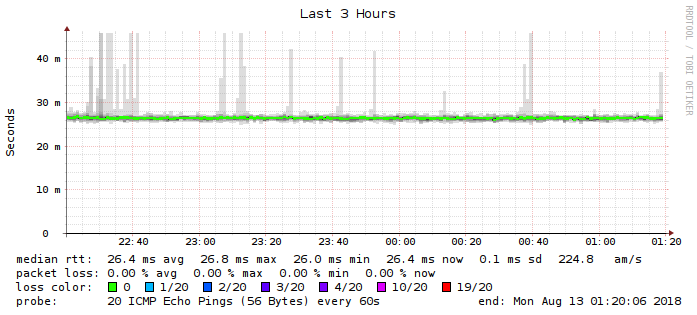 Last 3 Hours
RRDTOOL / TOBI OETIKER
Seconds
40 m
30 m
20 m
10 m
0
22:40 23:00 23:20 23:40 00:00 00:20 00:40 01:00 01:20
median rtt: 26.4 ms avg 26.8 ms max 26.0 ms min 26.4 ms now 0.1 ms sd 224.8 am/s
packet loss: 0.00 % avg 0.00 % max 0.00 % min 0.00 % now
loss color: 0 1/20 2/20 3/20 4/20 10/20 19/20
probe: 20 ICMP Echo Pings (56 Bytes) every 60s end: Mon Aug 13 01:20:06 2018